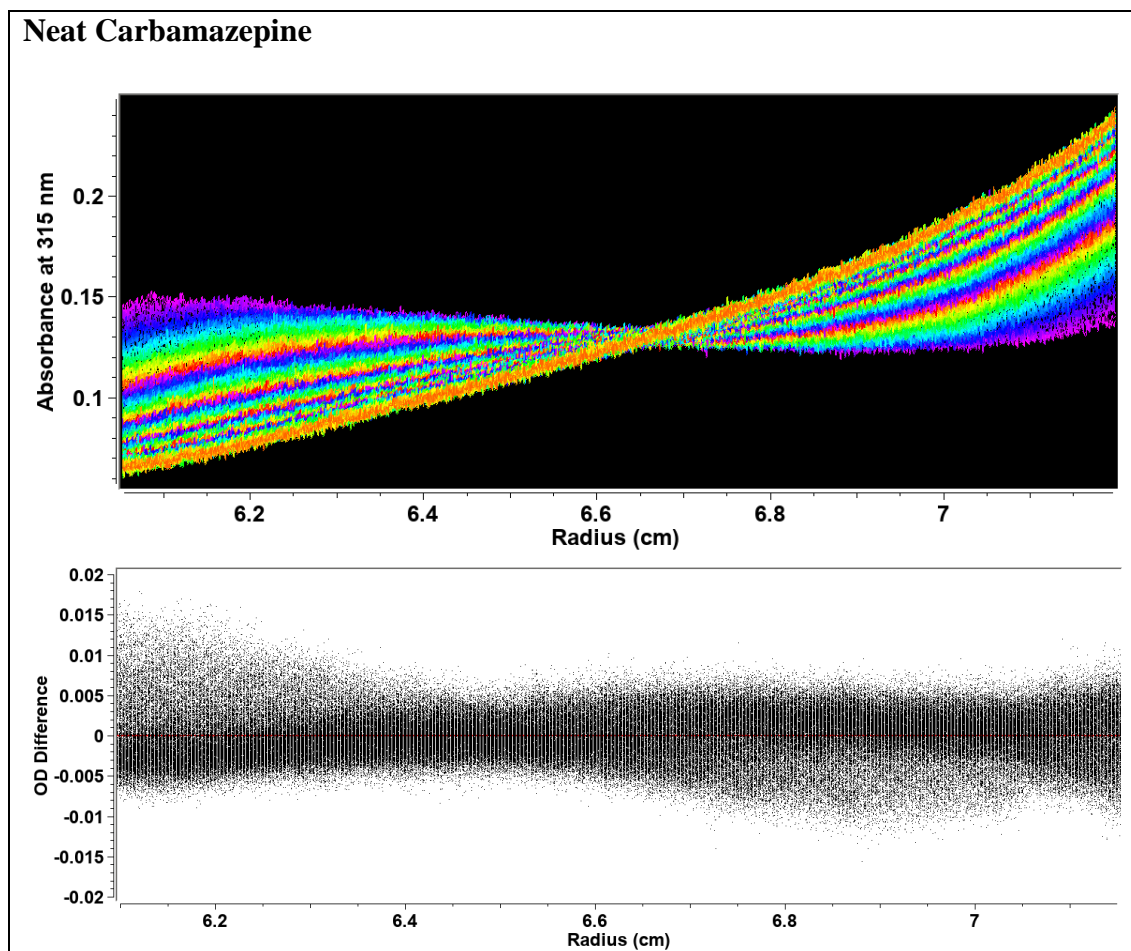 Neat Carbamazepine
Absorbance at 315 nm
0.2
0.15
0.1
6.2 6.4 6.6 6.8 7
Radius (cm)
OD Difference
0.02
0.015
0.01
0.005
0
-0.005
-0.01
-0.015
-0.02
6.2 6.4 6.6 6.8 7
Radius (cm)